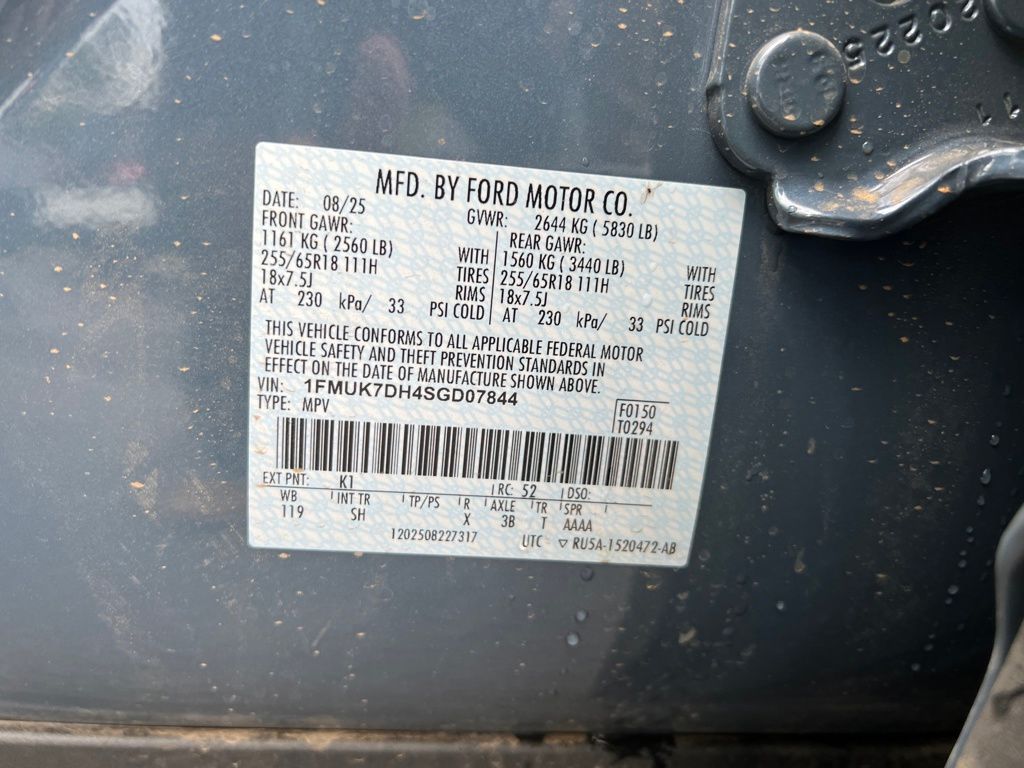 20225
11
MFD. BY FORD MOTOR CO.
DATE: 08/25 GVWR: 2644 KG ( 5830 LB)
FRONT GAWR: REAR GAWR:
1161 KG ( 2560 LB) WITH 1560 KG ( 3440 LB) WITH
255/65R18 111H TIRES 255/65R18 111H TIRES
18x7.5J RIMS 18x7.5J RIMS
AT 230 kPa/ 33 PSI COLD AT 230 kPa/ 33 PSI COLD
THIS VEHICLE CONFORMS TO ALL APPLICABLE FEDERAL MOTOR
VEHICLE SAFETY AND THEFT PREVENTION STANDARDS IN
EFFECT ON THE DATE OF MANUFACTURE SHOWN ABOVE.
VIN: 1FMUK7DH4SGD07844
TYPE: MPV F0150
T0294
EXT PNT: K1 RC: 52 DSO:
WB INT TR TP/PS R AXLE TR SPR
119 SH X 3B T AAAA
1202508227317 UTC ▽ RU5A-1520472-AB